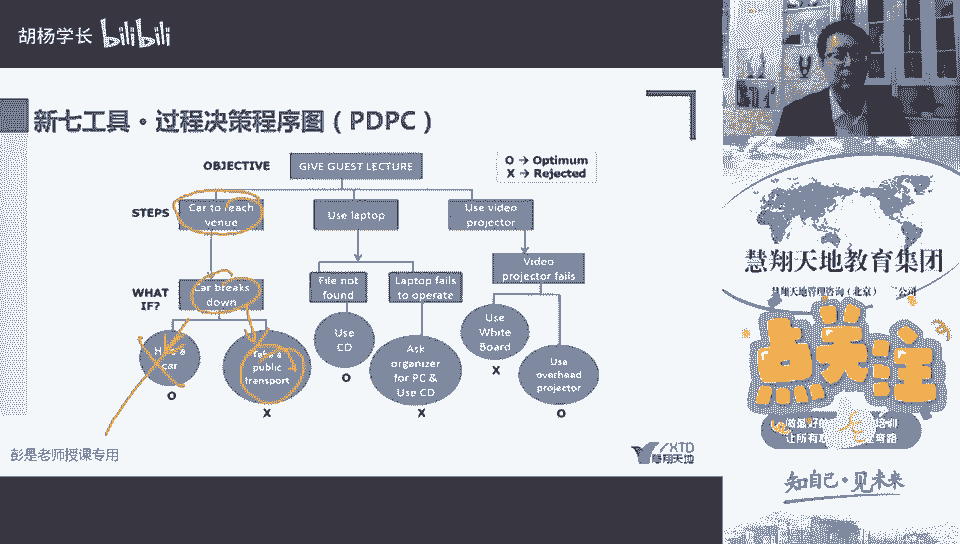 胡杨学长 bilibili
新七工具·过程决策程序图(PDPC)
OBJECTIVE
GIVE GUEST LECTURE
O → Optimum
X → Rejected
STEPS
Car to reach
venue
Use laptop
Use video
projector
WHAT
IF?
Car breaks
down
File not
found
Laptop fails
to operate
Video
projector fails
car
O
Take a
public
transport
X
Use
CD
O
Ask
organizer
for PC &
Use CD
X
Use
White
Board
X
Use
overhead
projector
O
彭是老师授课专用
XTD
慧翔天地
慧翔天地教育集团
慧翔天地管理咨询(北京)
公司
点关注
知自己·见未来